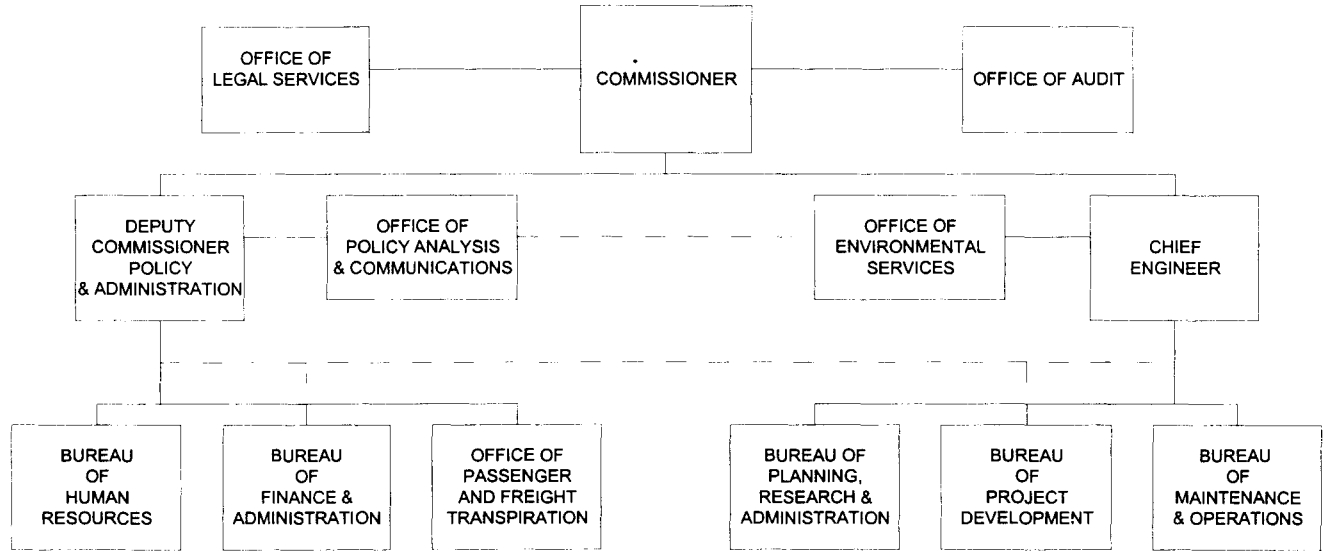 OFFICE OF
LEGAL SERVICES
COMMISSIONER
OFFICE OF AUDIT
DEPUTY
COMMISSIONER
POLICY
& ADMINISTRATION
OFFICE OF
POLICY ANALYSIS
& COMMUNICATIONS
OFFICE OF
ENVIRONMENTAL
SERVICES
CHIEF
ENGINEER
BUREAU
OF
HUMAN
RESOURCES
BUREAU
OF
FINANCE &
ADMINISTRATION
OFFICE OF
PASSENGER
AND FREIGHT
TRANSPIRATION
BUREAU OF
PLANNING,
RESEARCH &
ADMINISTRATION
BUREAU
OF
PROJECT
DEVELOPMENT
BUREAU
OF
MAINTENANCE
& OPERATIONS